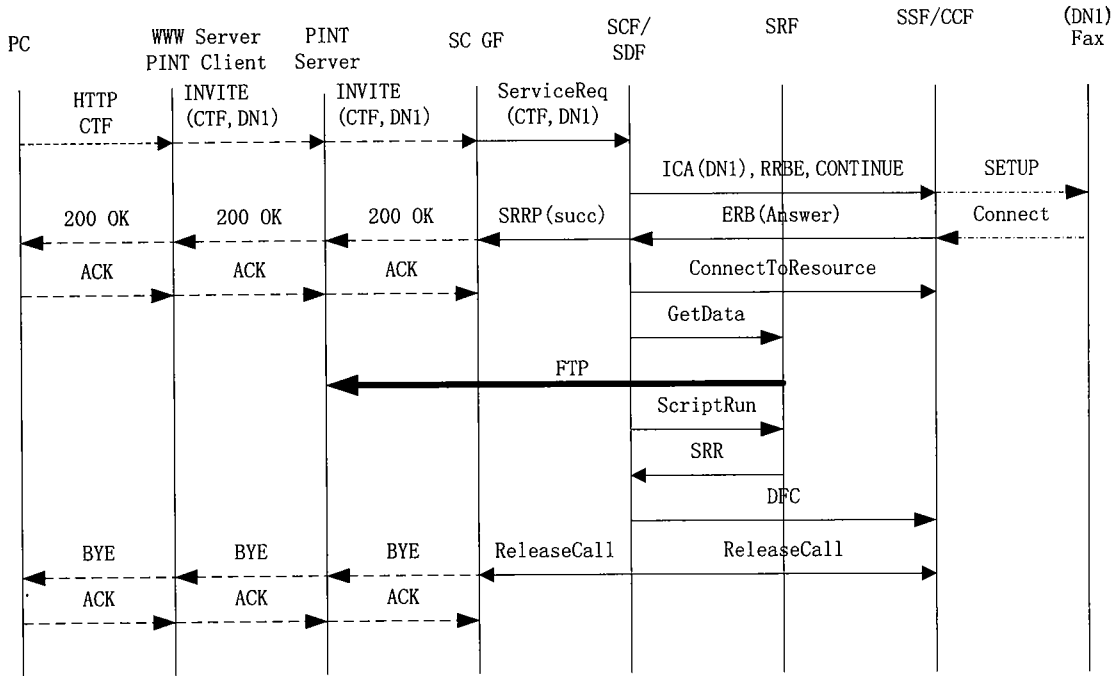 PC
WWW Server
PINT Client
PINT
Server
SC GF
SCF/
SDF
SRF
SSF/CCF
(DN1)
Fax
HTTP
CTF
INVITE
(CTF, DN1)
INVITE
(CTF, DN1)
ServiceReq
(CTF, DN1)
ICA(DN1), RRBE, CONTINUE
SETUP
200 OK
200 OK
200 OK
SRRP(succ)
ERB(Answer)
Connect
ACK
ACK
ACK
ConnectToResource
GetData
FTP
ScriptRun
SRR
DFC
BYE
BYE
BYE
ReleaseCall
ReleaseCall
ACK
ACK
ACK